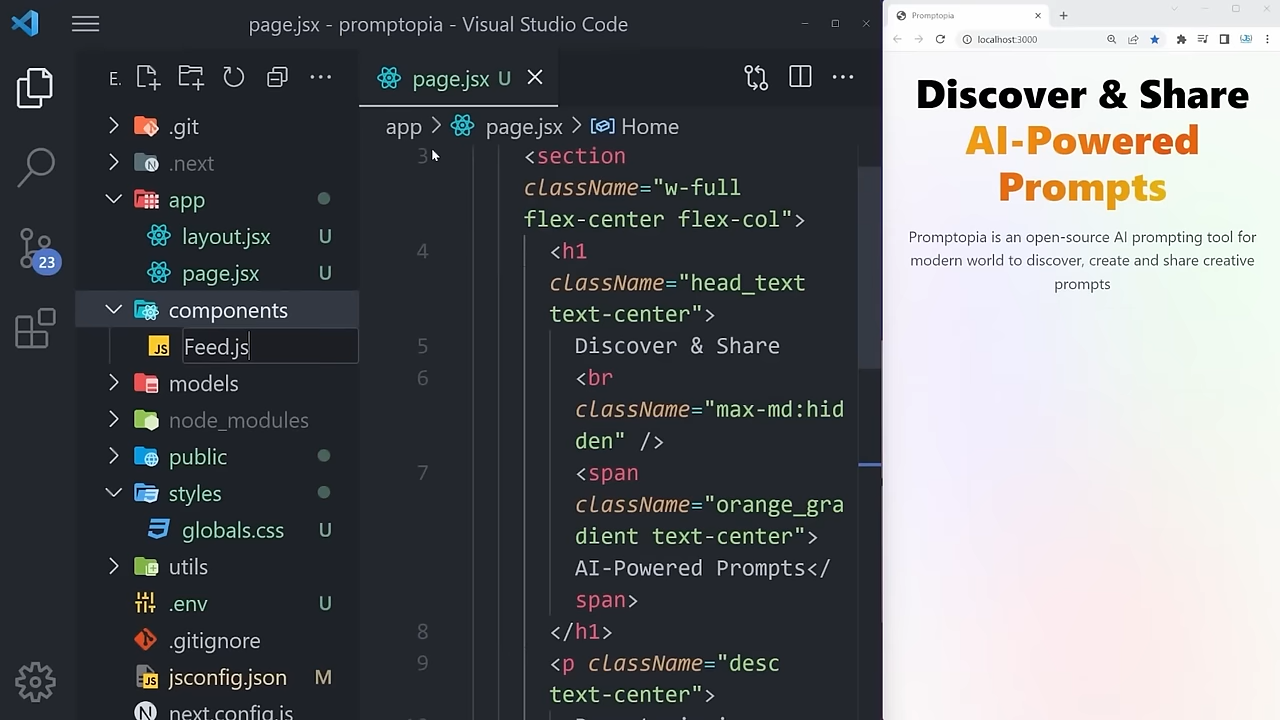 page.jsx - promptopia - Visual Studio Code
E.
.git
.next
app
layout.jsx U
page.jsx U
components
Feed.js
models
node_modules
public
styles
globals.css U
utils
.env U
.gitignore
jsconfig.json M
next.config.js
23
page.jsx U
app > page.jsx > Home
3 <section
className="w-full
flex-center flex-col">
4 <h1
className="head_text
text-center">
5 Discover & Share
6 <br
className="max-md:hid
den" />
7 <span
className="orange_gra
dient text-center">
AI-Powered Prompts</
span>
8 </h1>
9 <p className="desc
text-center">
Promptopia
localhost:3000
Discover & Share
AI-Powered
Prompts
Promptopia is an open-source AI prompting tool for
modern world to discover, create and share creative
prompts